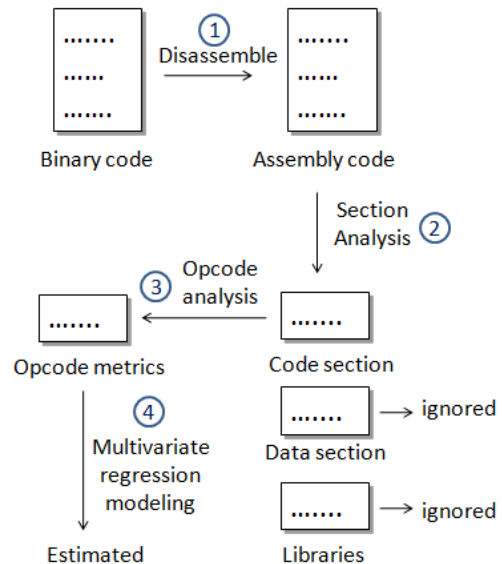 1
Disassemble
Binary code
Assembly code
Section
Analysis
2
3
Opcode
analysis
Opcode metrics
Code section
4
Multivariate
regression
modeling
ignored
Data section
ignored
Estimated
Libraries